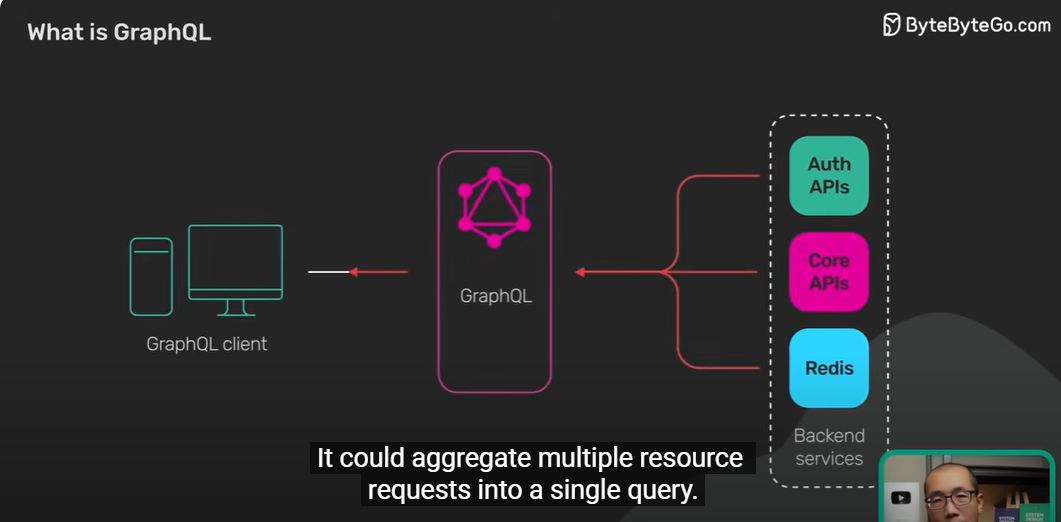 What is GraphQL
ByteByteGo.com
Auth
APIs
Core
APIs
GraphQL
GraphQL client
Redis
Backend
services
It could aggregate multiple resource
requests into a single query.